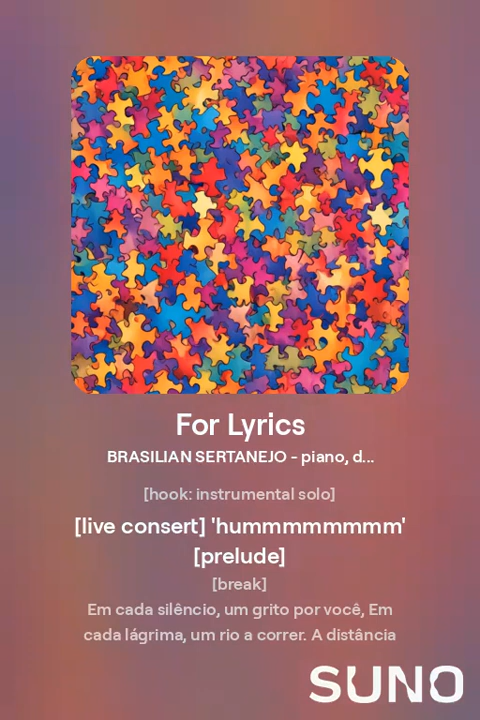 For Lyrics
BRASILIAN SERTANEJO - piano, d...
[hook: instrumental solo]
[live consert] 'hummmmmmmm'
[prelude]
[break]
Em cada silêncio, um grito por você, Em
cada lágrima, um rio a correr. A distância
SUNO